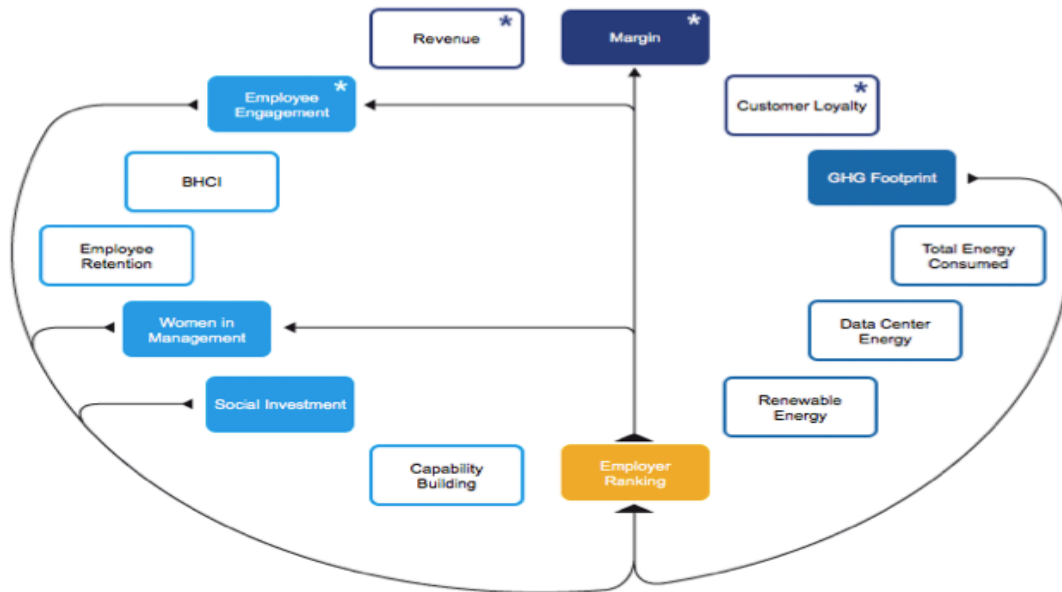 Revenue *
Margin *
Employee *
Engagement
Customer Loyalty *
BHCI
GHG Footprint
Employee
Retention
Total Energy
Consumed
Women in
Management
Data Center
Energy
Social Investment
Renewable
Energy
Capability
Building
Employer
Ranking